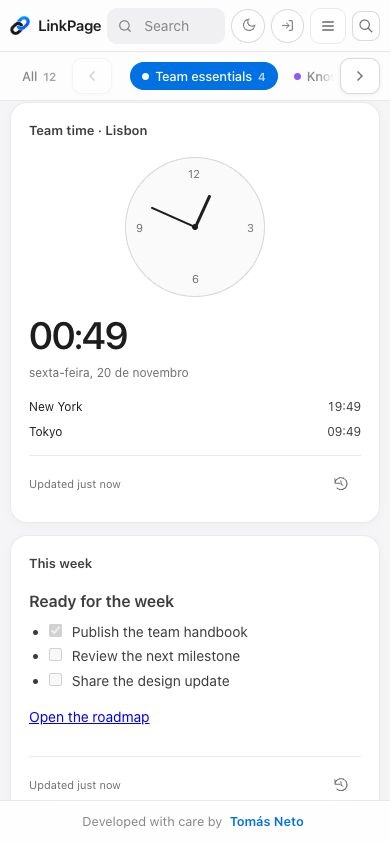 LinkPage
Search
All 12
Team essentials 4
Team time · Lisbon
12
9
3
6
00:49
sexta-feira, 20 de novembro
New York 19:49
Tokyo 09:49
Updated just now
This week
Ready for the week
Publish the team handbook
Review the next milestone
Share the design update
Open the roadmap
Updated just now
Developed with care by Tomás Neto